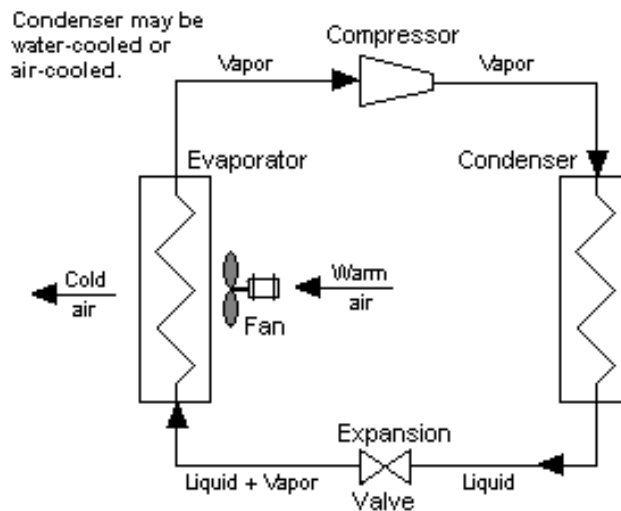 Condenser may be
water-cooled or
air-cooled.
Compressor
Vapor
Vapor
Evaporator
Condenser
Cold
air
Warm
air
Fan
Expansion
Valve
Liquid + Vapor
Liquid